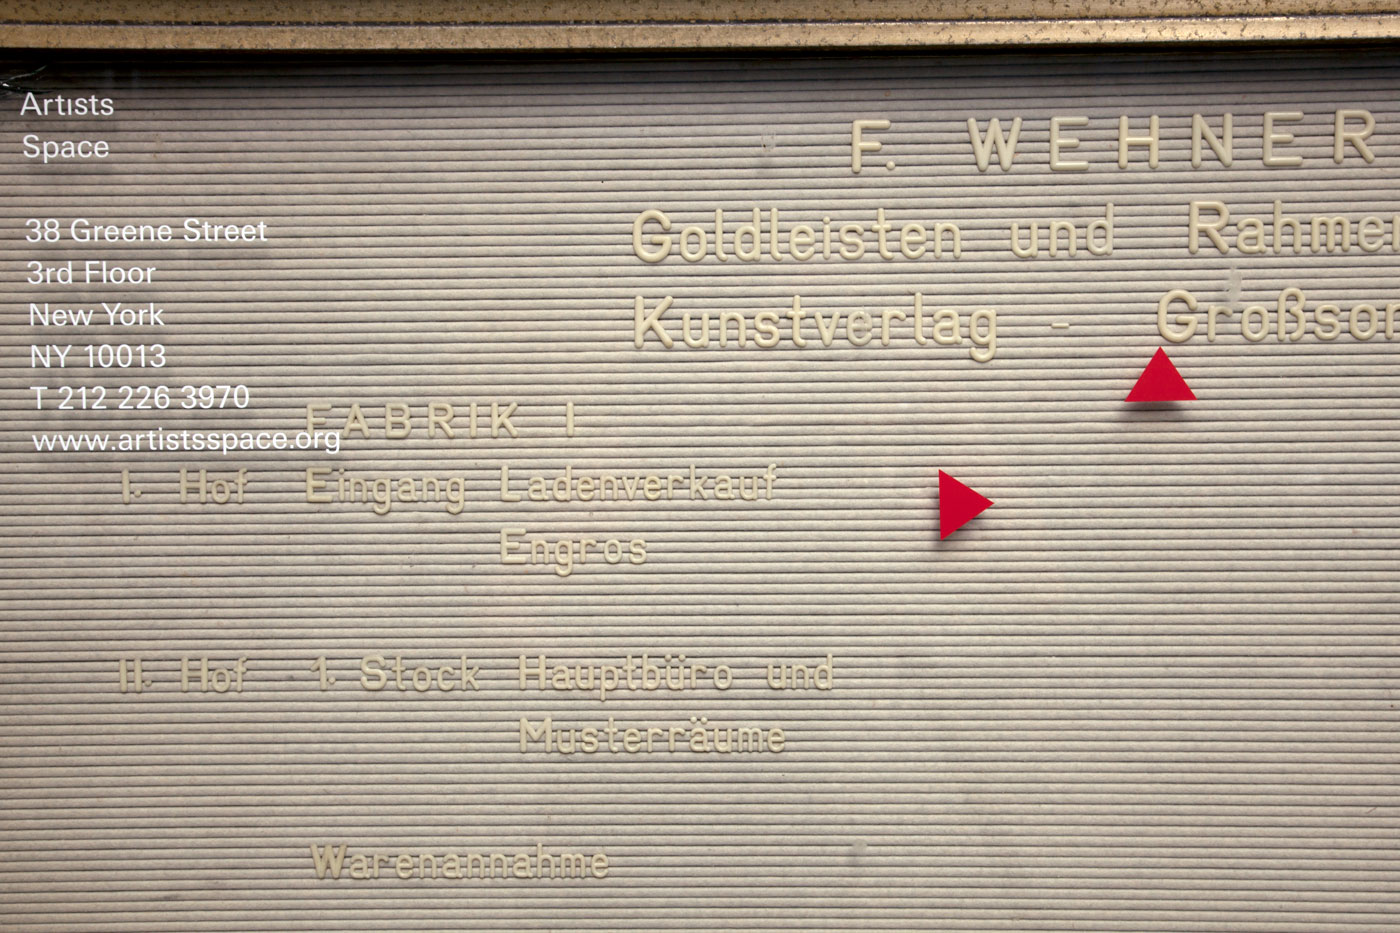 Artists
Space
38 Greene Street
3rd Floor
New York
NY 10013
T 212 226 3970
www.artistsspace.org
F. WEHNER
Goldleisten und Rahmen
Kunstverlag -
FABRIK I
I. Hof Eingang Ladenverkauf
Engros
II. Hof 1. Stock Hauptbüro und
Musterräume
Warenannahme